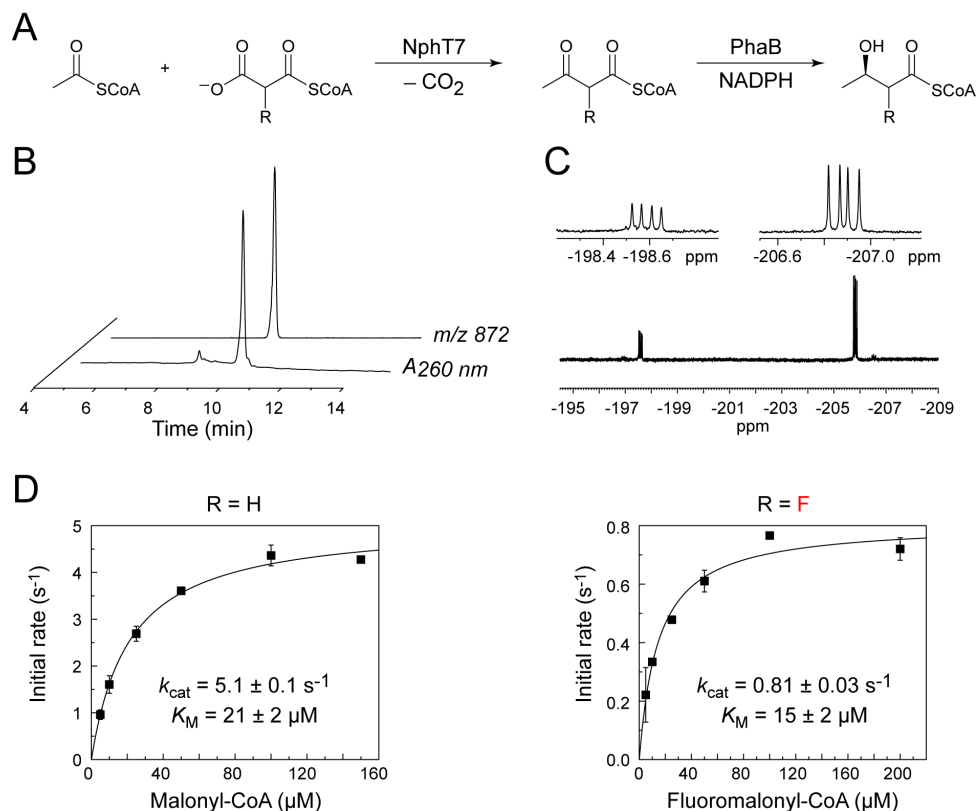 A
O
SCoA
+
−O
O
O
SCoA
R
NphT7
− CO2
O
O
SCoA
R
PhaB
NADPH
OH
O
SCoA
R
B
m/z 872
A260 nm
4 6 8 10 12 14
Time (min)
C
-198.4 -198.6 ppm
-206.6 -207.0 ppm
-195 -197 -199 -201 -203 -205 -206 -207 -209
ppm
D
R = H
5
4
3
2
1
0
Initial rate (s-1)
kcat = 5.1 ± 0.1 s-1
KM = 21 ± 2 μM
0 40 80 120 160
Malonyl-CoA (μM)
R = F
0.8
0.6
0.4
0.2
0.0
Initial rate (s-1)
kcat = 0.81 ± 0.03 s-1
KM = 15 ± 2 μM
0 40 80 120 160 200
Fluoromalonyl-CoA (μM)